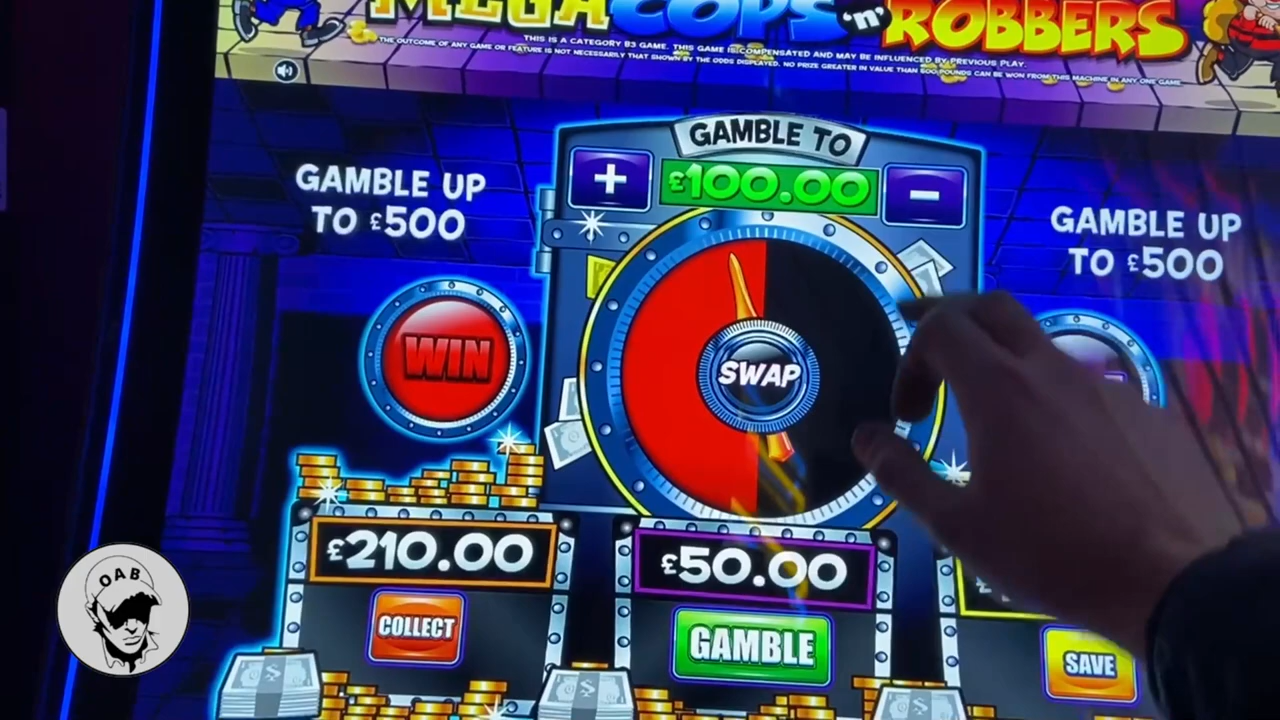 MEGA COPS 'n' ROBBERS
THIS IS A CATEGORY B3 GAME. THIS GAME IS COMPENSATED AND MAY BE INFLUENCED BY PREVIOUS PLAY.
THE OUTCOME OF ANY GAME OR FEATURE IS NOT NECESSARILY THAT SHOWN BY THE ODDS DISPLAYED. NO PRIZE GREATER IN VALUE THAN 500 POUNDS CAN BE WON FROM THIS MACHINE IN ANY ONE GAME.
GAMBLE TO
+ £100.00 -
GAMBLE UP
TO £500
GAMBLE UP
TO £500
WIN
SWAP
£210.00
£50.00
COLLECT
GAMBLE
SAVE
OAB